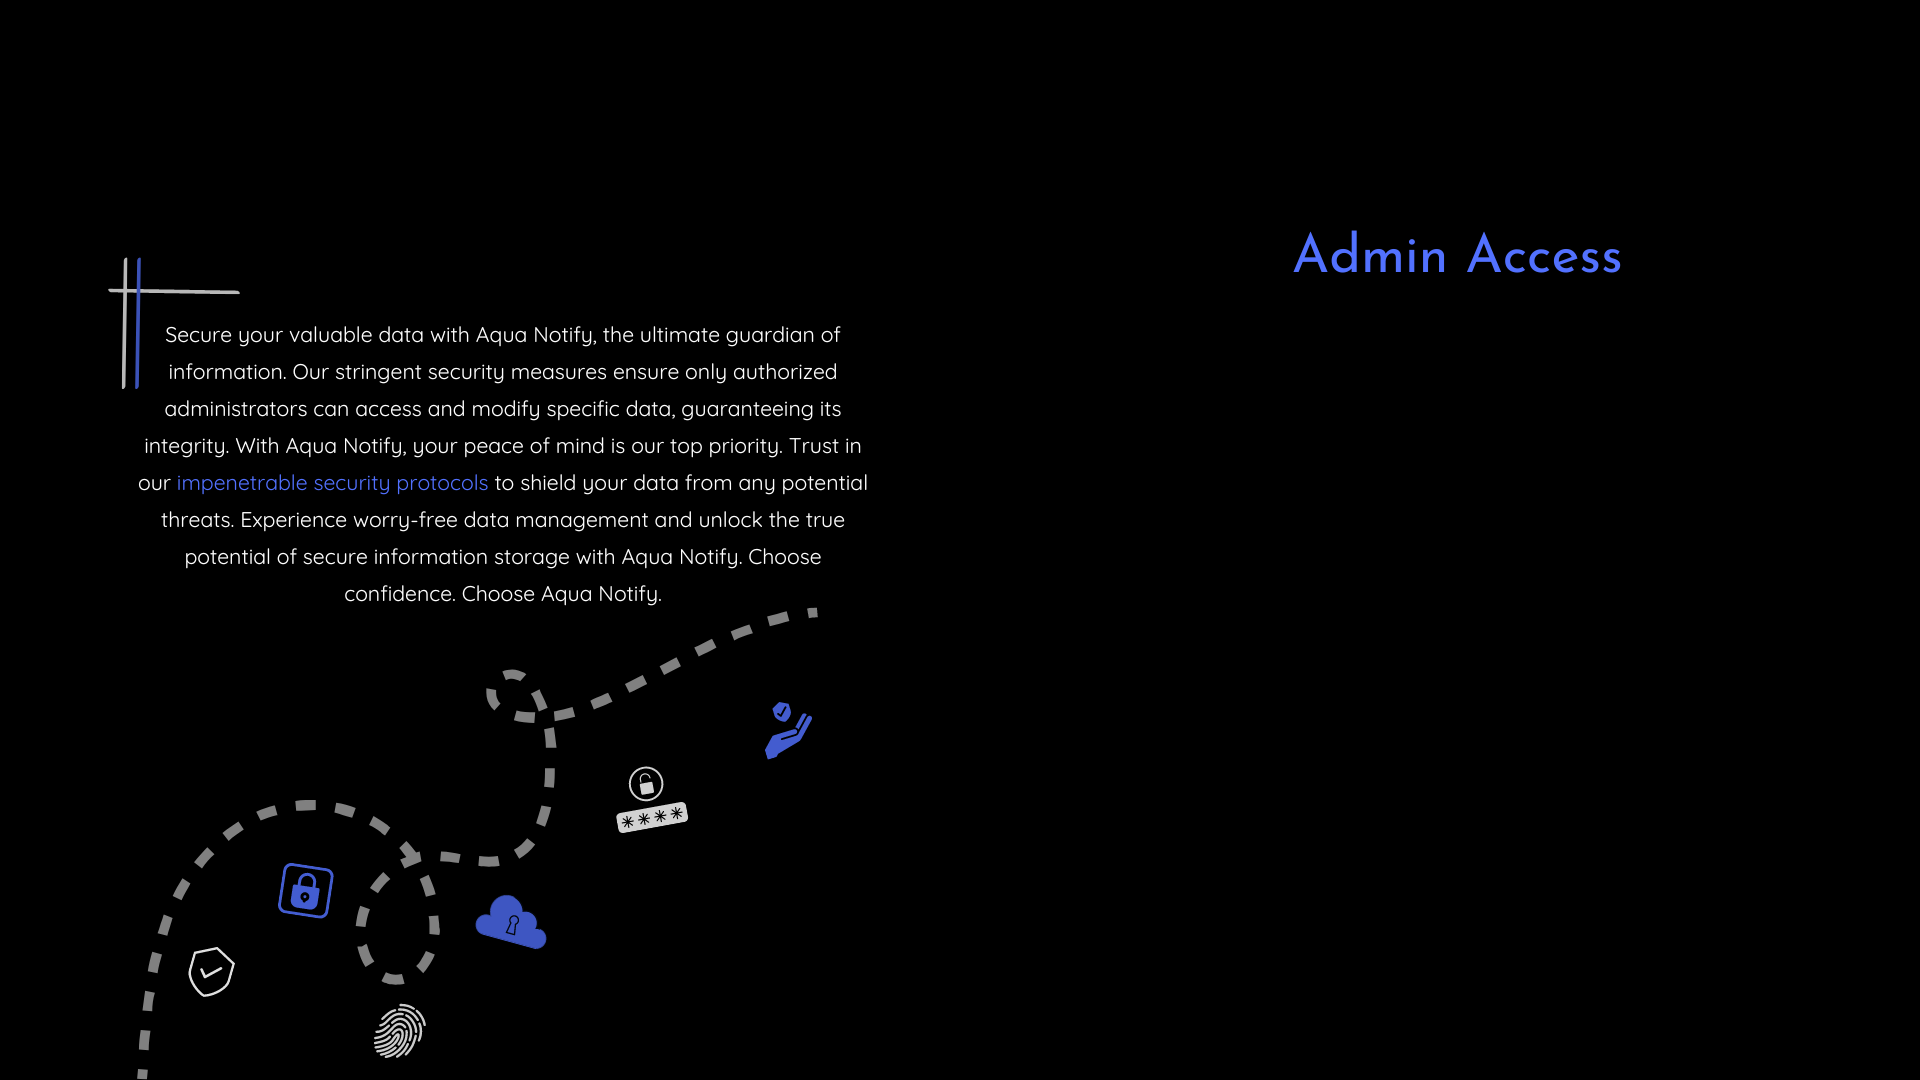 Admin Access
Secure your valuable data with Aqua Notify, the ultimate guardian of
information. Our stringent security measures ensure only authorized
administrators can access and modify specific data, guaranteeing its
integrity. With Aqua Notify, your peace of mind is our top priority. Trust in
our impenetrable security protocols to shield your data from any potential
threats. Experience worry-free data management and unlock the true
potential of secure information storage with Aqua Notify. Choose
confidence. Choose Aqua Notify.